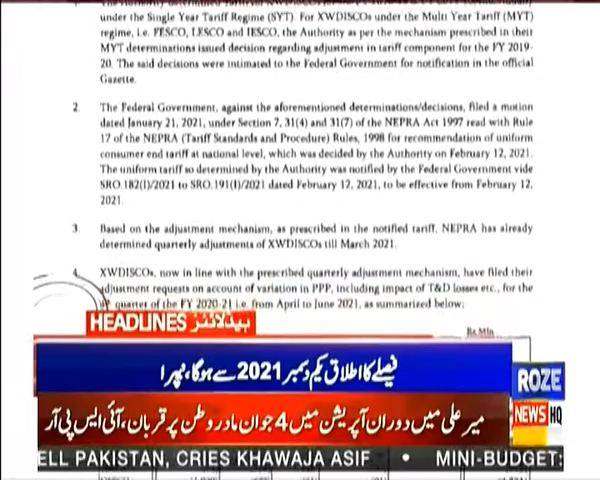 under the Single Year Tariff Regime (SYT). For XWDISCOs under the Multi Year Tariff (MYT)
regime, i.e. FESCO, LESCO and IESCO, the Authority as per the mechanism prescribed in their
MYT determinations issued decision regarding adjustment in tariff component for the FY 2019-
20. The said decisions were intimated to the Federal Government for notification in the official
Gazette.
2. The Federal Government, against the aforementioned determinations/decisions, filed a motion
dated January 21, 2021, under Section 7, 31(4) and 31(7) of the NEPRA Act 1997 read with Rule
17 of the NEPRA (Tariff Standards and Procedure) Rules, 1998 for recommendation of uniform
consumer end tariff at national level, which was decided by the Authority on February 12, 2021.
The uniform tariff so determined by the Authority was notified by the Federal Government vide
SRO.182(I)/2021 to SRO.191(I)/2021 dated February 12, 2021, to be effective from February 12,
2021.
3. Based on the adjustment mechanism, as prescribed in the notified tariff, NEPRA has already
determined quarterly adjustments of XWDISCOs till March 2021.
4. XWDISCOs, now in line with the prescribed quarterly adjustment mechanism, have filed their
adjustment requests on account of variation in PPP, including impact of T&D losses etc., for the
quarter of the FY 2020-21 i.e. from April to June 2021, as summarized below;
Rs. Mln
HEADLINES ہیڈلائنز
فیصلے کا اطلاق یکم دسمبر 2021 سے ہوگا، نیپرا
ROZE
میر علی میں دوران آپریشن میں 4 جوان مادر وطن پر قربان، آئی ایس پی آر
NEWS HQ
ELL PAKISTAN, CRIES KHAWAJA ASIF • MINI-BUDGET: